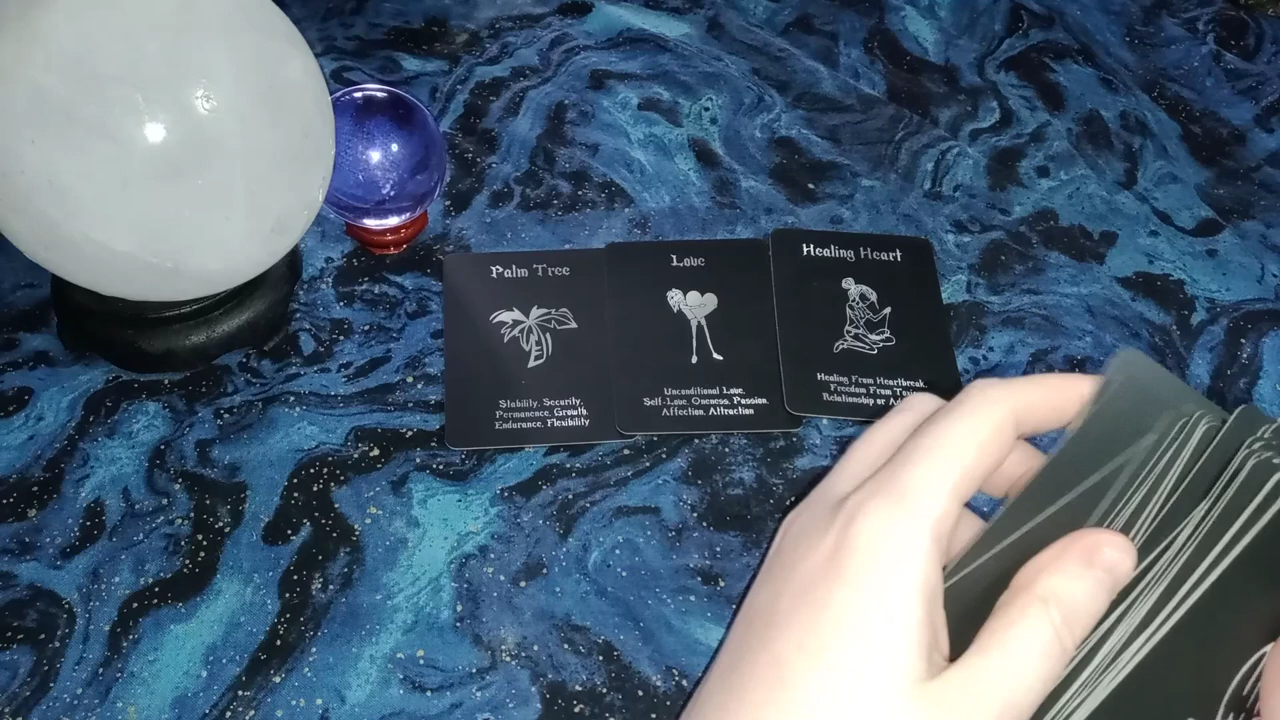 Palm Tree
Stability, Security,
Permanence, Growth,
Endurance, Flexibility
Love
Unconditional Love,
Self-Love, Oneness, Passion,
Affection, Attraction
Healing Heart
Healing From Heartbreak,
Freedom From Toxic
Relationship or